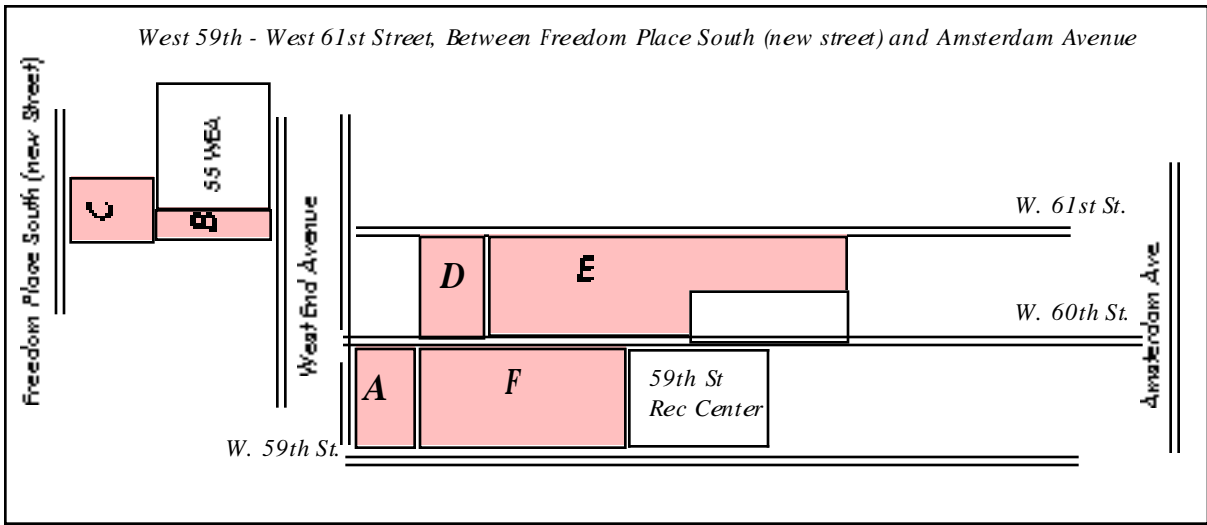 West 59th - West 61st Street, Between Freedom Place South (new street) and Amsterdam Avenue
Freedom Place South (new Street)
C
55 WEA
B
West End Avenue
W. 61st St.
D
E
W. 60th St.
Amsterdam Ave.
A
F
59th St
Rec Center
W. 59th St.